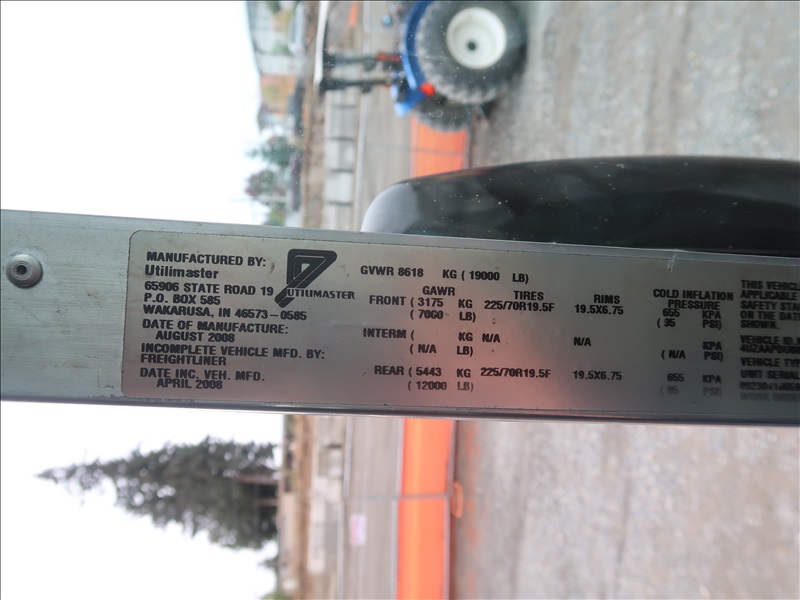 MANUFACTURED BY:
Utilimaster
65906 STATE ROAD 19
P.O. BOX 585
WAKARUSA, IN 46573-0585
DATE OF MANUFACTURE:
AUGUST 2008
INCOMPLETE VEHICLE MFD. BY:
FREIGHTLINER
DATE INC. VEH. MFD.
APRIL 2008
UTILIMASTER
GVWR 8618 KG ( 19000 LB)
GAWR TIRES RIMS COLD INFLATION
PRESSURE
FRONT ( 3175 KG 225/70R19.5F 19.5X6.75 655 KPA
( 7060 LB) ( 95 PSI)
INTERM ( KG N/A N/A KPA
( N/A LB) ( N/A PSI)
REAR ( 5443 KG 225/70R19.5F 19.5X6.75 655 KPA
( 12000 LB) ( 95 PSI)
THIS VEHICLE
APPLICABLE
SAFETY STA
ON THE DATE
SHOWN.
VEHICLE I.D.
VEHICLE TYP
UNIT SERIAL